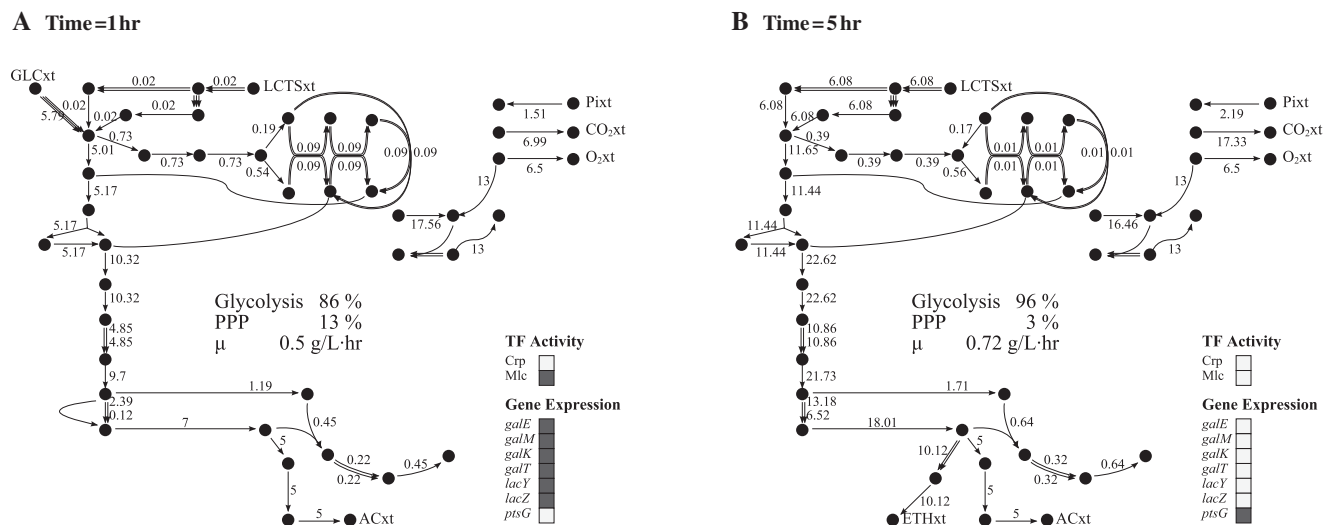 A Time=1hr
GLCxt
0.02
0.02
LCTSxt
5.79
0.02
0.02
0.02
0.73
5.01
0.73
0.73
0.19
0.54
0.09
0.09
0.09
0.09
0.09
0.09
Pixt
1.51
CO2xt
6.99
O2xt
6.5
13
17.56
13
5.17
5.17
5.17
10.32
10.32
4.85
4.85
9.7
Glycolysis 86 %
PPP 13 %
μ 0.5 g/L·hr
2.39
0.12
1.19
7
0.45
5
0.22
0.22
0.45
5
5
ACxt
TF Activity
Crp
Mlc
Gene Expression
galE
galM
galK
galT
lacY
lacZ
ptsG
B Time=5hr
6.08
6.08
LCTSxt
6.08
6.08
6.08
0.39
11.65
0.39
0.39
0.17
0.56
0.01
0.01
0.01
0.01
0.01
0.01
Pixt
2.19
CO2xt
17.33
O2xt
6.5
13
16.46
13
11.44
11.44
11.44
22.62
22.62
10.86
10.86
21.73
Glycolysis 96 %
PPP 3 %
μ 0.72 g/L·hr
13.18
6.52
1.71
18.01
0.64
10.12
5
0.32
0.32
0.64
10.12
5
ETHxt
5
ACxt
TF Activity
Crp
Mlc
Gene Expression
galE
galM
galK
galT
lacY
lacZ
ptsG